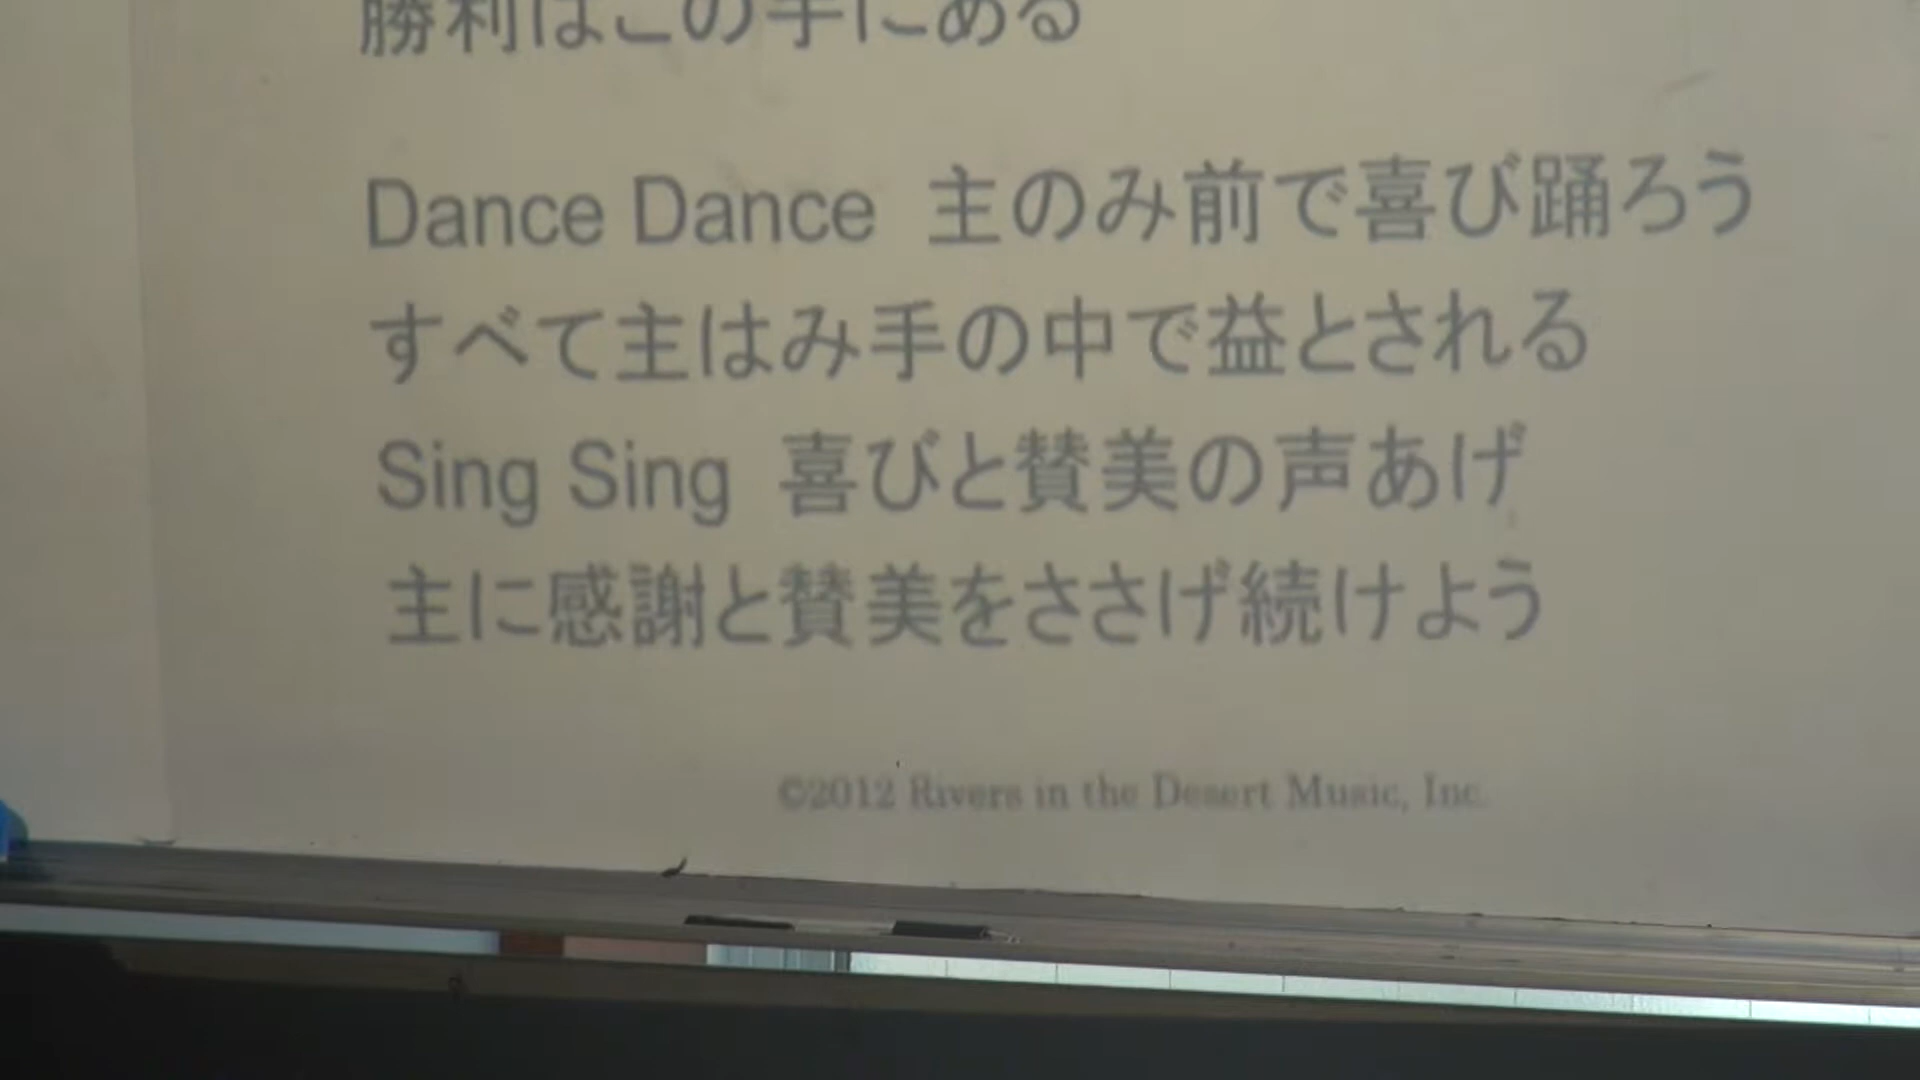 勝利はこの手にある
Dance Dance 主のみ前で喜び踊ろう
すべて主はみ手の中で益とされる
Sing Sing 喜びと賛美の声あげ
主に感謝と賛美をささげ続けよう
©2012 Rivers in the Desert Music, Inc.